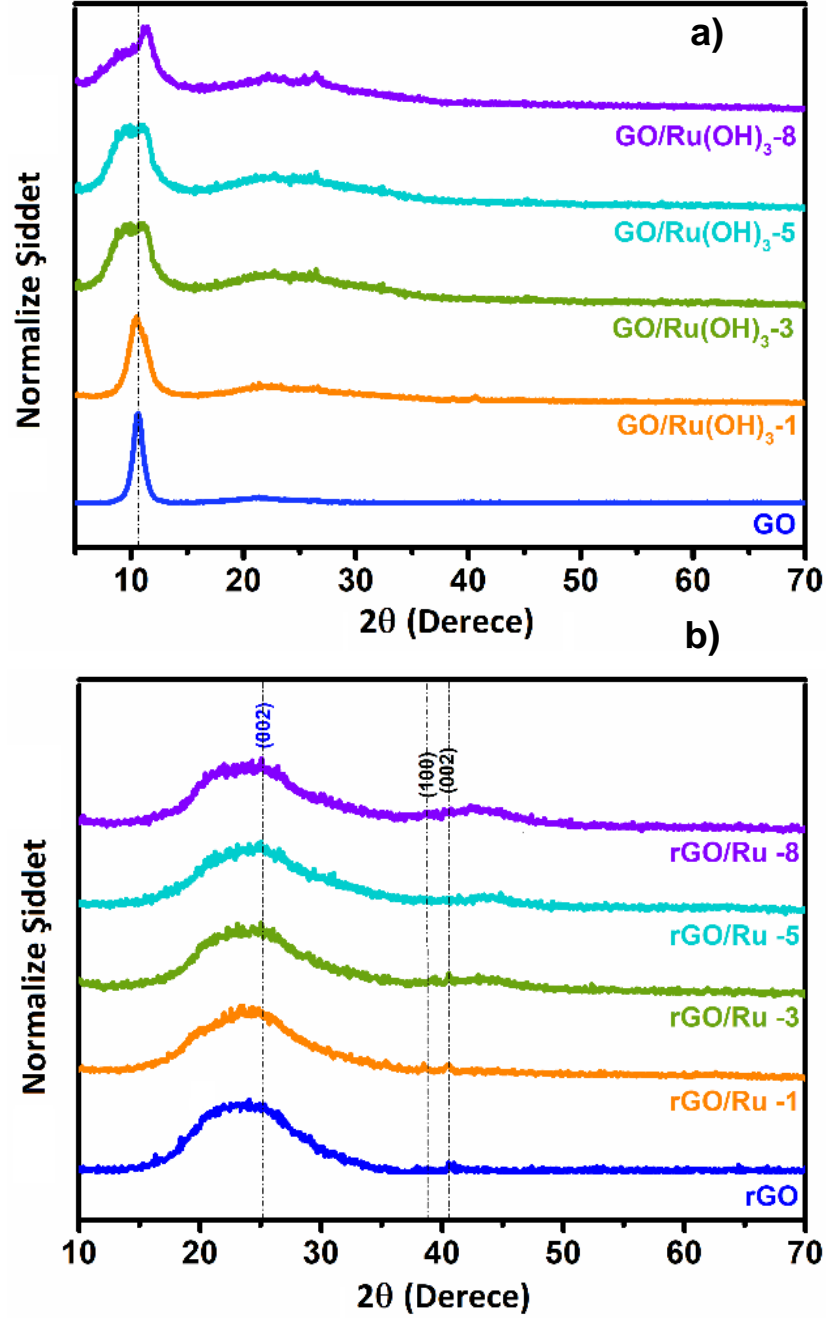 a)
GO/Ru(OH)₃-8
GO/Ru(OH)₃-5
GO/Ru(OH)₃-3
GO/Ru(OH)₃-1
GO
Normalize Şiddet
10 20 30 40 50 60 70
2θ (Derece)
b)
(002)
(100)
(002)
rGO/Ru -8
rGO/Ru -5
rGO/Ru -3
rGO/Ru -1
rGO
Normalize Şiddet
10 20 30 40 50 60 70
2θ (Derece)